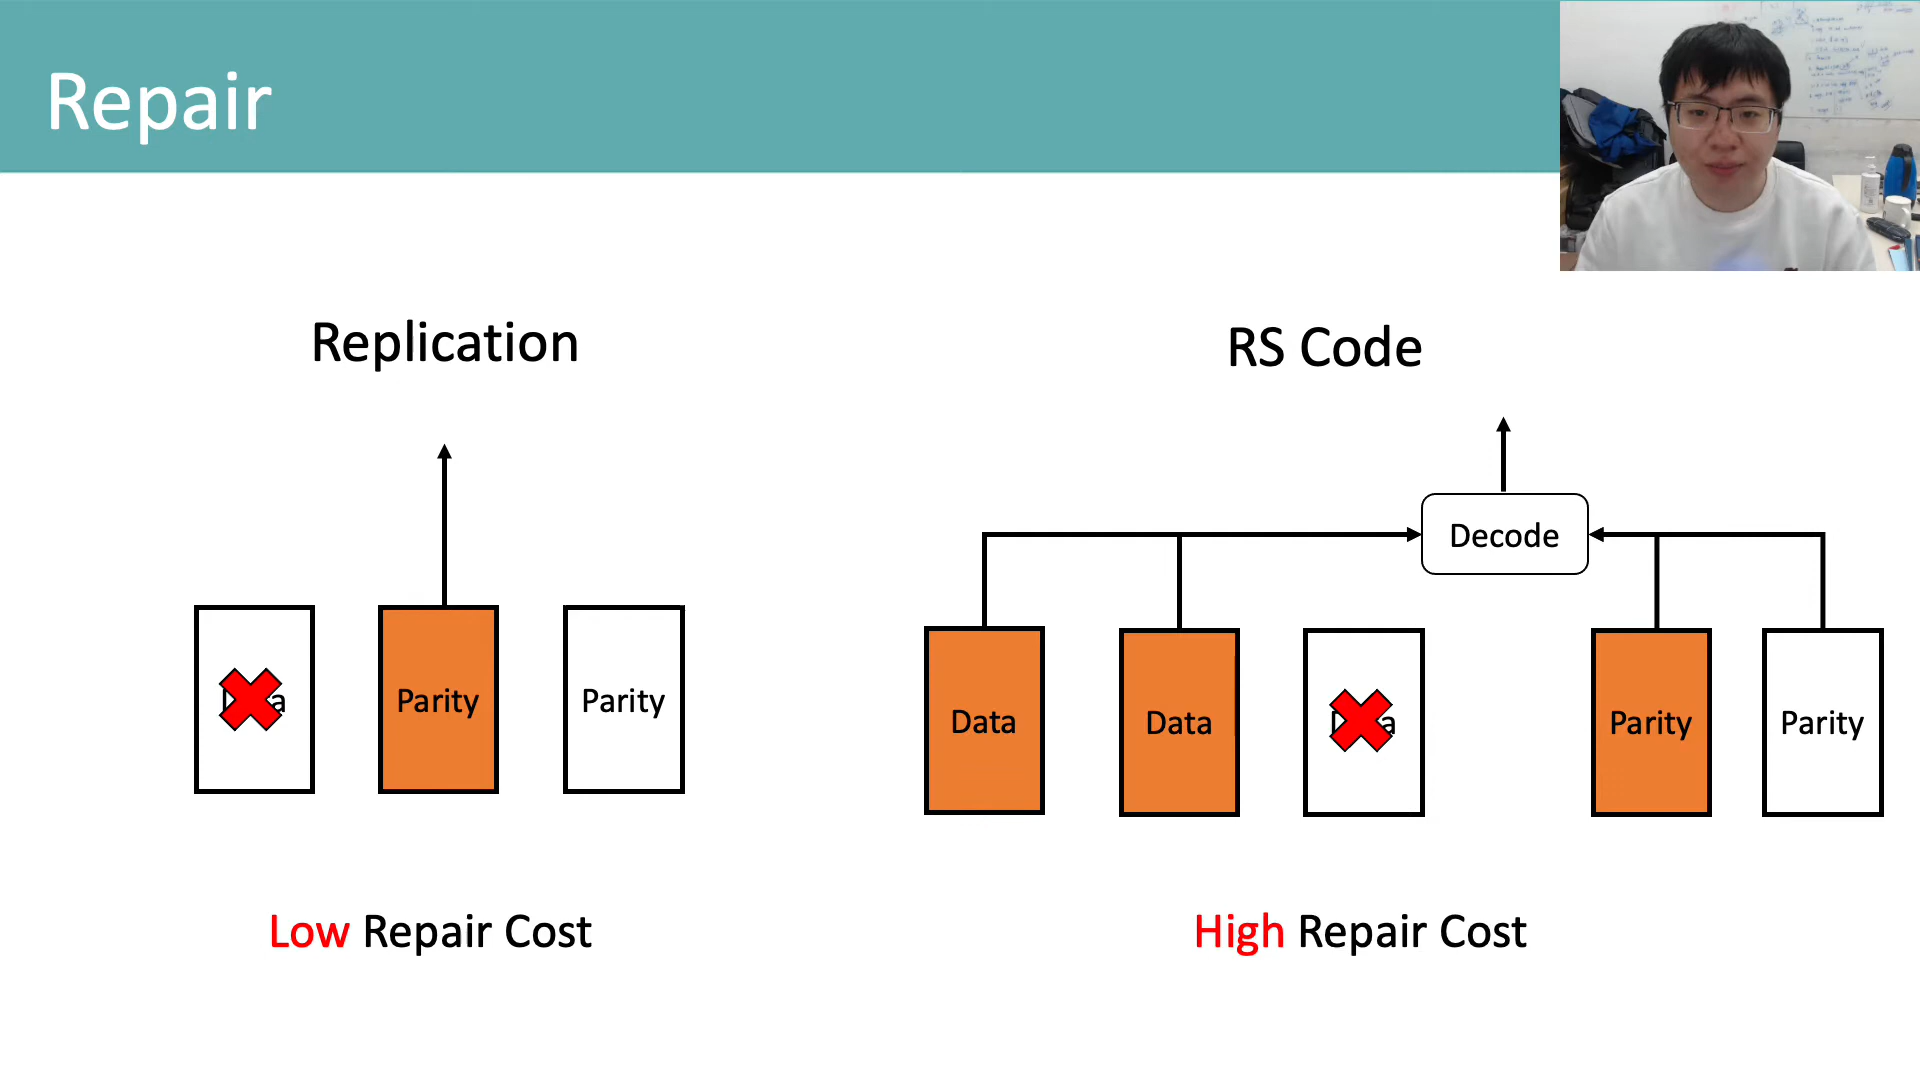 Repair
Replication
RS Code
Decode
Parity
Parity
Data
Data
Parity
Parity
Low Repair Cost
High Repair Cost